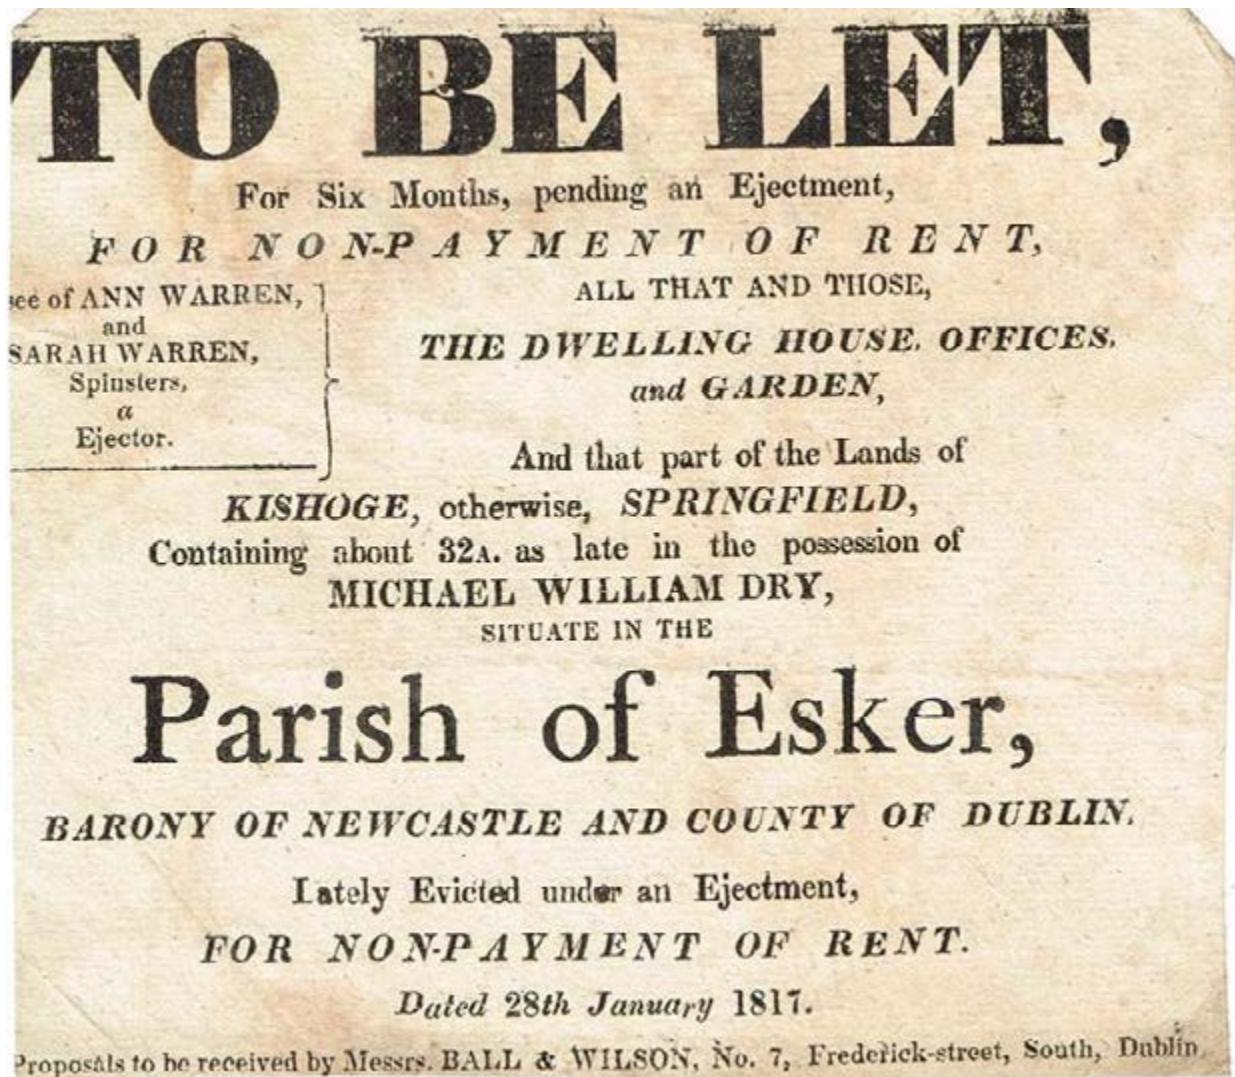 TO BE LET,
For Six Months, pending an Ejectment,
FOR NON-PAYMENT OF RENT,
see of ANN WARREN,
and
SARAH WARREN,
Spinsters,
a
Ejector.
ALL THAT AND THOSE,
THE DWELLING HOUSE. OFFICES.
and GARDEN,
And that part of the Lands of
KISHOGE, otherwise, SPRINGFIELD,
Containing about 32A. as late in the possession of
MICHAEL WILLIAM DRY,
SITUATE IN THE
Parish of Esker,
BARONY OF NEWCASTLE AND COUNTY OF DUBLIN.
Lately Evicted under an Ejectment,
FOR NON-PAYMENT OF RENT.
Dated 28th January 1817.
Proposals to be received by Messrs. BALL & WILSON, No. 7, Frederick-street, South, Dublin